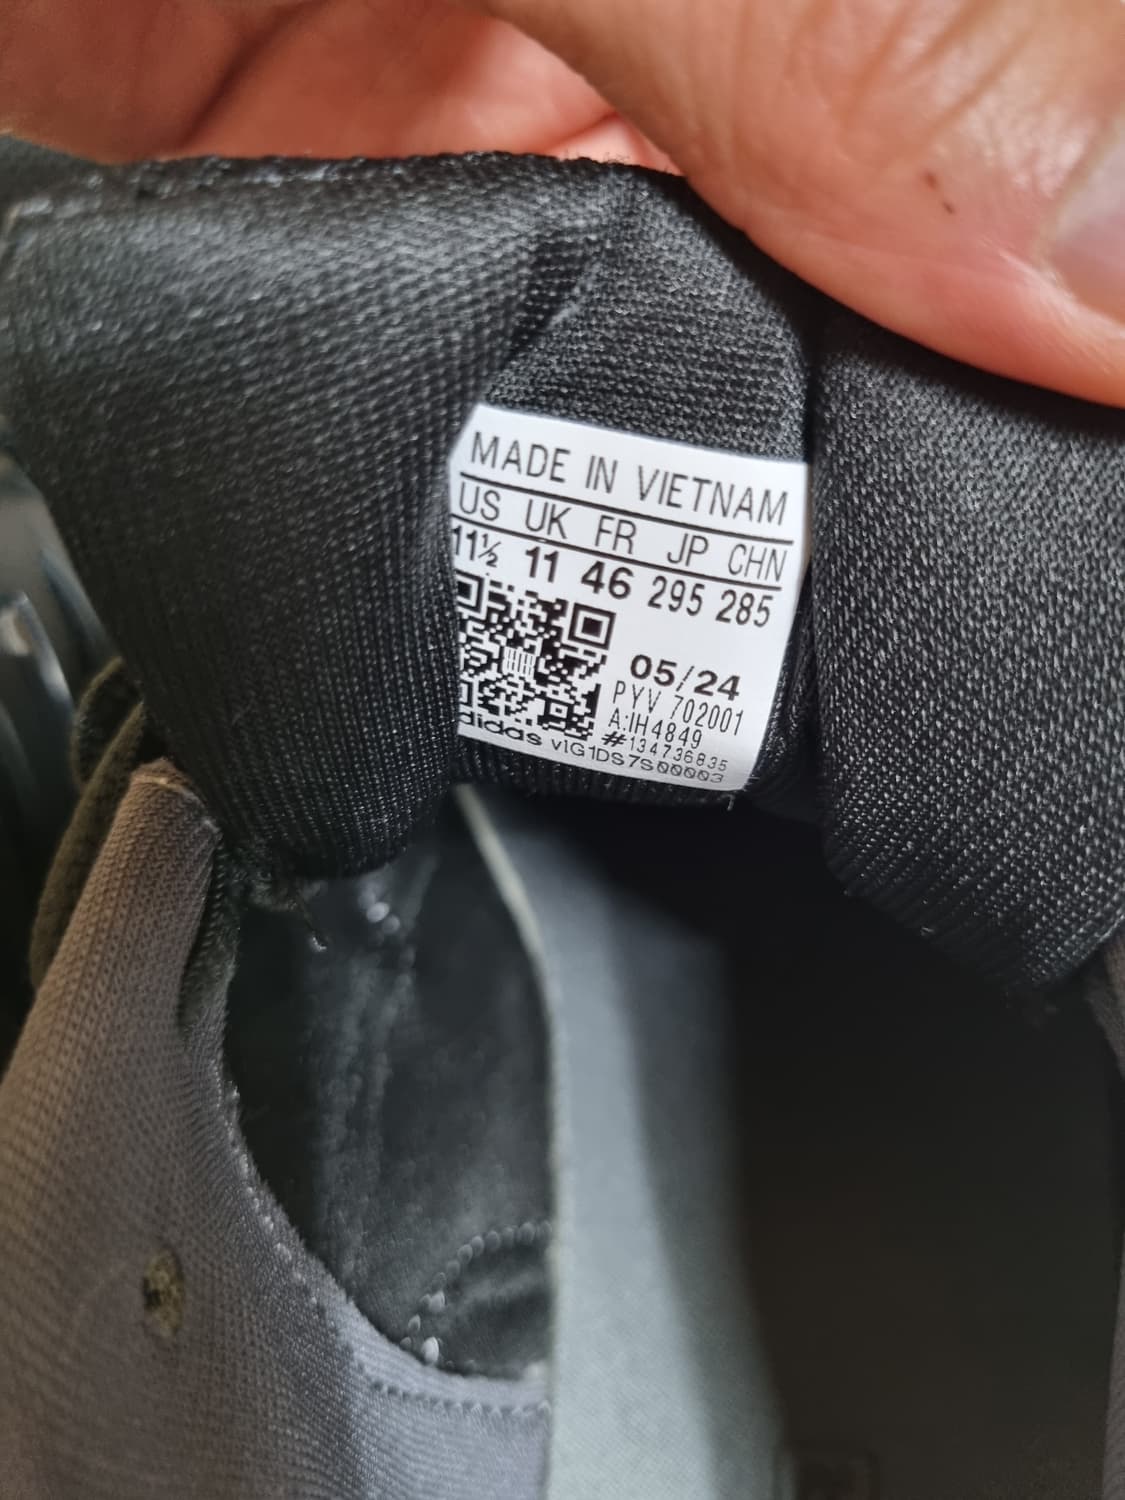 MADE IN VIETNAM
US UK FR JP CHN
11½ 11 46 295 285
05/24
PYV 702001
A:IH4849
#134736835
adidas v1G1DS7S00003